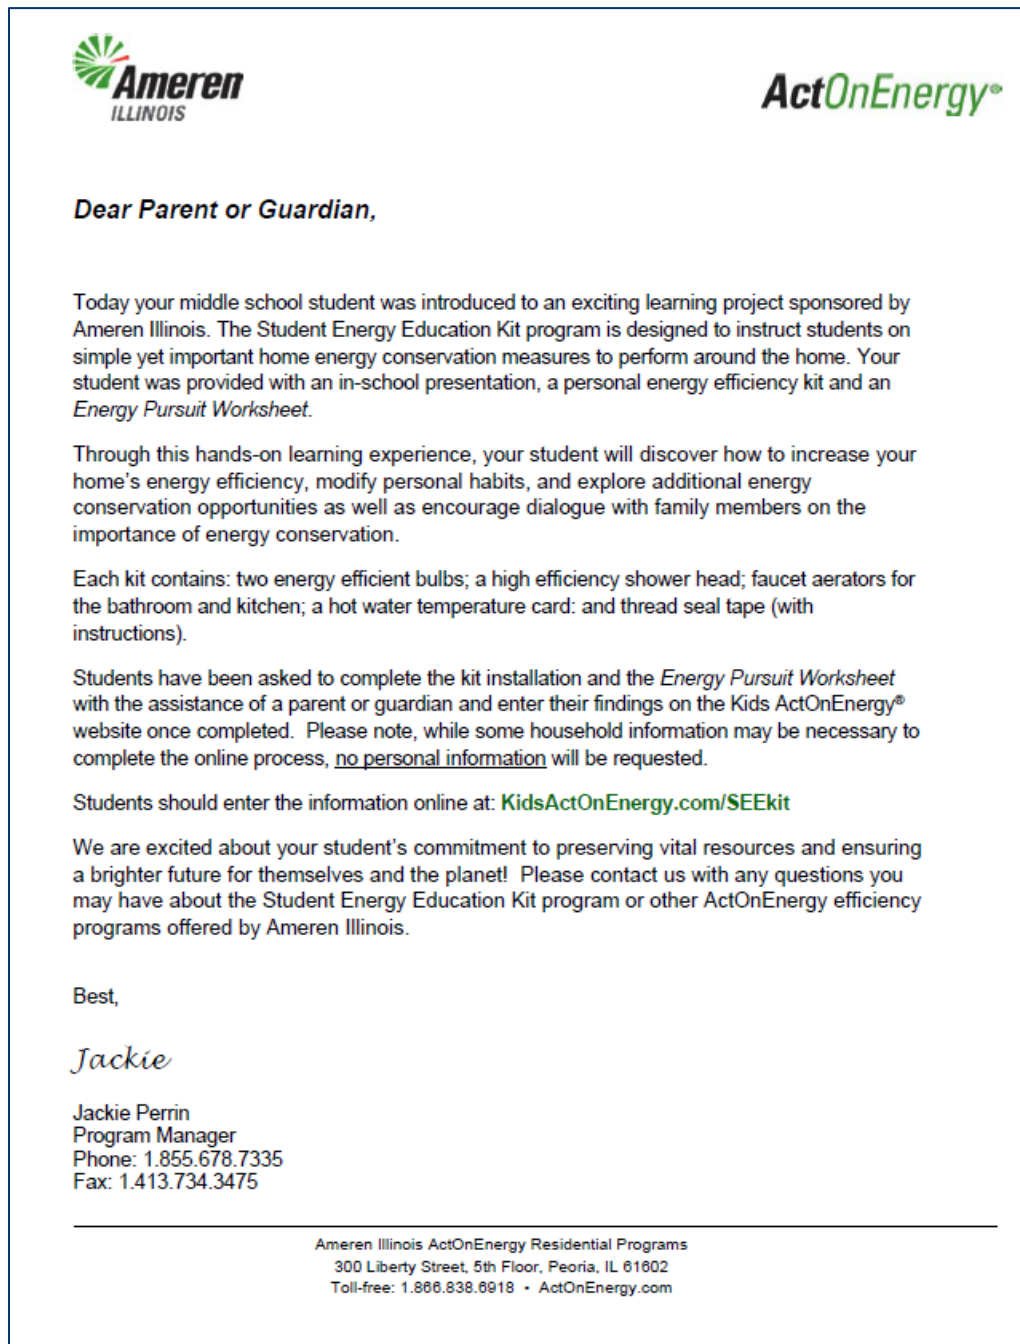 Ameren
ILLINOIS
ActOnEnergy®
Dear Parent or Guardian,
Today your middle school student was introduced to an exciting learning project sponsored by
Ameren Illinois. The Student Energy Education Kit program is designed to instruct students on
simple yet important home energy conservation measures to perform around the home. Your
student was provided with an in-school presentation, a personal energy efficiency kit and an
Energy Pursuit Worksheet.
Through this hands-on learning experience, your student will discover how to increase your
home's energy efficiency, modify personal habits, and explore additional energy
conservation opportunities as well as encourage dialogue with family members on the
importance of energy conservation.
Each kit contains: two energy efficient bulbs; a high efficiency shower head; faucet aerators for
the bathroom and kitchen; a hot water temperature card: and thread seal tape (with
instructions).
Students have been asked to complete the kit installation and the Energy Pursuit Worksheet
with the assistance of a parent or guardian and enter their findings on the Kids ActOnEnergy®
website once completed.  Please note, while some household information may be necessary to
complete the online process, no personal information will be requested.
Students should enter the information online at: KidsActOnEnergy.com/SEEkit
We are excited about your student's commitment to preserving vital resources and ensuring
a brighter future for themselves and the planet!  Please contact us with any questions you
may have about the Student Energy Education Kit program or other ActOnEnergy efficiency
programs offered by Ameren Illinois.
Best,
Jackie
Jackie Perrin
Program Manager
Phone: 1.855.678.7335
Fax: 1.413.734.3475
Ameren Illinois ActOnEnergy Residential Programs
300 Liberty Street, 5th Floor, Peoria, IL 61602
Toll-free: 1.866.838.6918 • ActOnEnergy.com